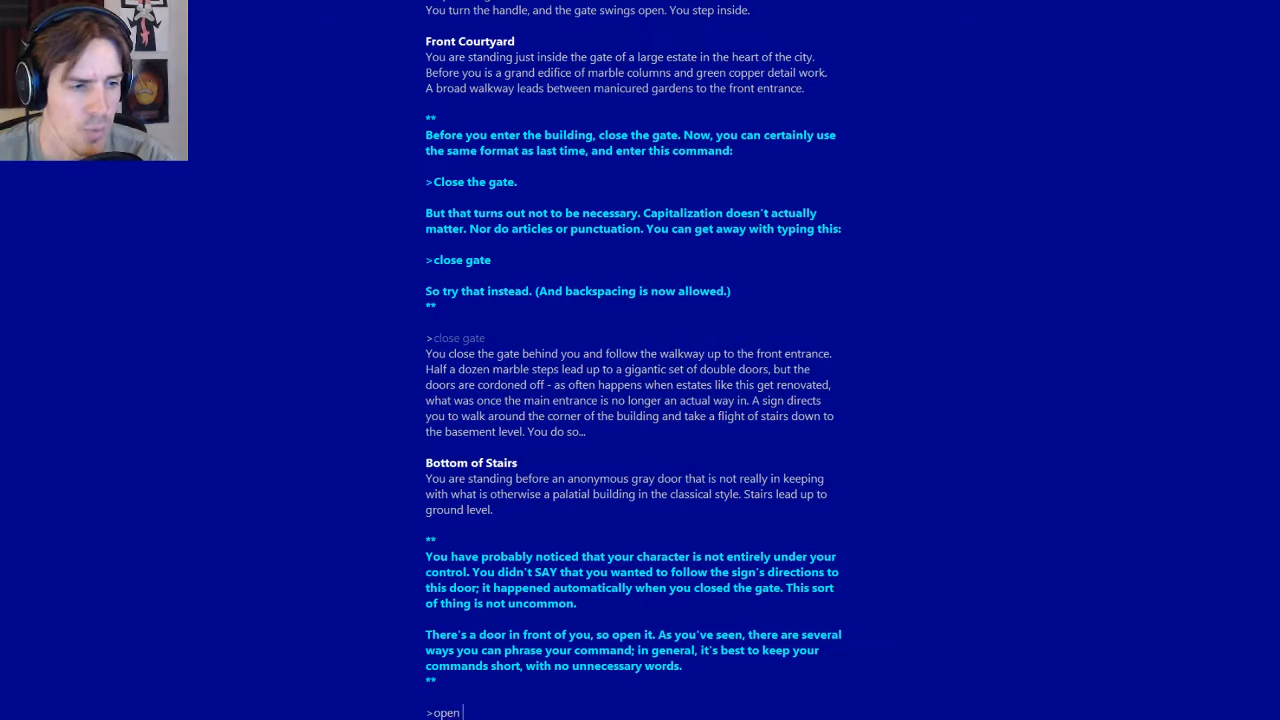 You turn the handle, and the gate swings open. You step inside.
Front Courtyard
You are standing just inside the gate of a large estate in the heart of the city.
Before you is a grand edifice of marble columns and green copper detail work.
A broad walkway leads between manicured gardens to the front entrance.
**
Before you enter the building, close the gate. Now, you can certainly use
the same format as last time, and enter this command:
>Close the gate.
But that turns out not to be necessary. Capitalization doesn't actually
matter. Nor do articles or punctuation. You can get away with typing this:
>close gate
So try that instead. (And backspacing is now allowed.)
**
>close gate
You close the gate behind you and follow the walkway up to the front entrance.
Half a dozen marble steps lead up to a gigantic set of double doors, but the
doors are cordoned off - as often happens when estates like this get renovated,
what was once the main entrance is no longer an actual way in. A sign directs
you to walk around the corner of the building and take a flight of stairs down to
the basement level. You do so...
Bottom of Stairs
You are standing before an anonymous gray door that is not really in keeping
with what is otherwise a palatial building in the classical style. Stairs lead up to
ground level.
**
You have probably noticed that your character is not entirely under your
control. You didn't SAY that you wanted to follow the sign's directions to
this door; it happened automatically when you closed the gate. This sort
of thing is not uncommon.
There's a door in front of you, so open it. As you've seen, there are several
ways you can phrase your command; in general, it's best to keep your
commands short, with no unnecessary words.
**
>open